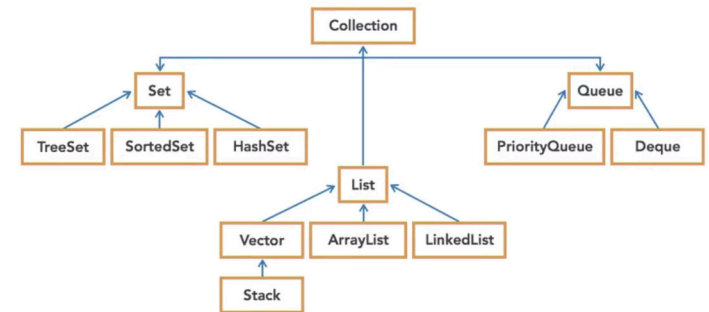 Collection
Set
Queue
TreeSet
SortedSet
HashSet
PriorityQueue
Deque
List
Vector
ArrayList
LinkedList
Stack